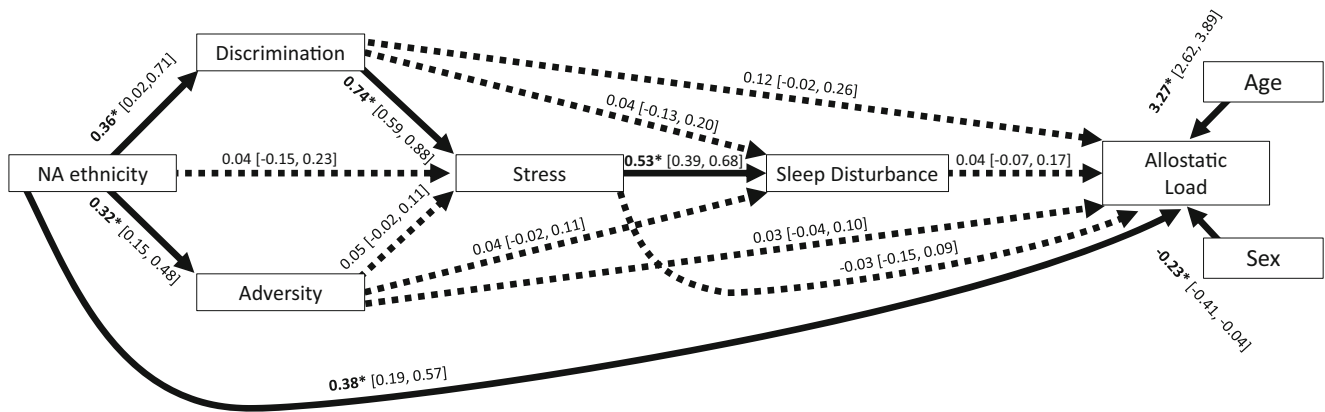 Discrimination
0.36* [0.02,0.71]
0.74* [0.59, 0.88]
0.12 [-0.02, 0.26]
0.04 [-0.13, 0.20]
3.27* [2.62, 3.89]
Age
NA ethnicity
0.04 [-0.15, 0.23]
Stress
0.53* [0.39, 0.68]
Sleep Disturbance
0.04 [-0.07, 0.17]
Allostatic
Load
0.32* [0.15, 0.48]
0.05 [-0.02, 0.11]
0.04 [-0.02, 0.11]
0.03 [-0.04, 0.10]
-0.03 [-0.15, 0.09]
Adversity
Sex
-0.23* [-0.41, -0.04]
0.38* [0.19, 0.57]